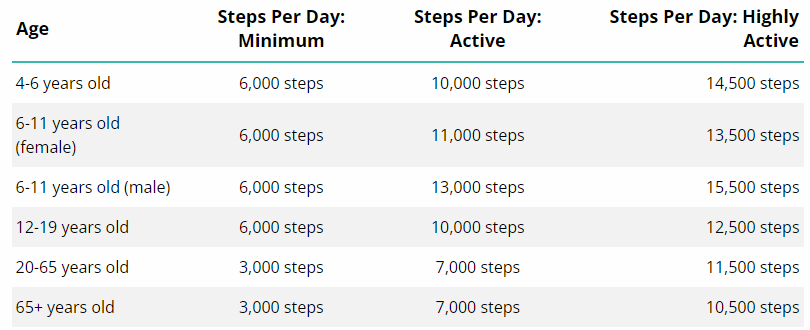 Age Steps Per Day: Minimum Steps Per Day: Active Steps Per Day: Highly Active
4-6 years old 6,000 steps 10,000 steps 14,500 steps
6-11 years old (female) 6,000 steps 11,000 steps 13,500 steps
6-11 years old (male) 6,000 steps 13,000 steps 15,500 steps
12-19 years old 6,000 steps 10,000 steps 12,500 steps
20-65 years old 3,000 steps 7,000 steps 11,500 steps
65+ years old 3,000 steps 7,000 steps 10,500 steps